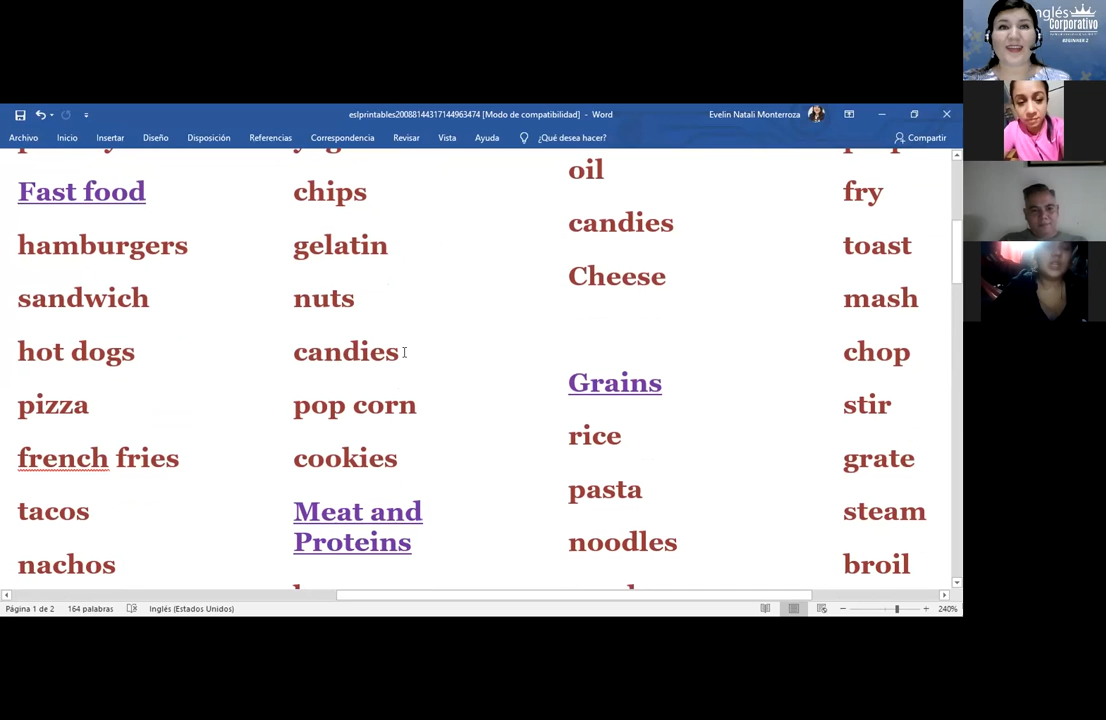 Inglés
Corporativo
BEGINNER 2
eslprintables20088144317144963474 [Modo de compatibilidad] - Word
Evelin Natali Monterroza
Archivo
Inicio
Insertar
Diseño
Disposición
Referencias
Correspondencia
Revisar
Vista
Ayuda
¿Qué desea hacer?
Compartir
Fast food
hamburgers
sandwich
hot dogs
pizza
french fries
tacos
nachos
chips
gelatin
nuts
candies
pop corn
cookies
Meat and
Proteins
oil
candies
Cheese
Grains
rice
pasta
noodles
fry
toast
mash
chop
stir
grate
steam
broil
Página 1 de 2
164 palabras
Inglés (Estados Unidos)
240%